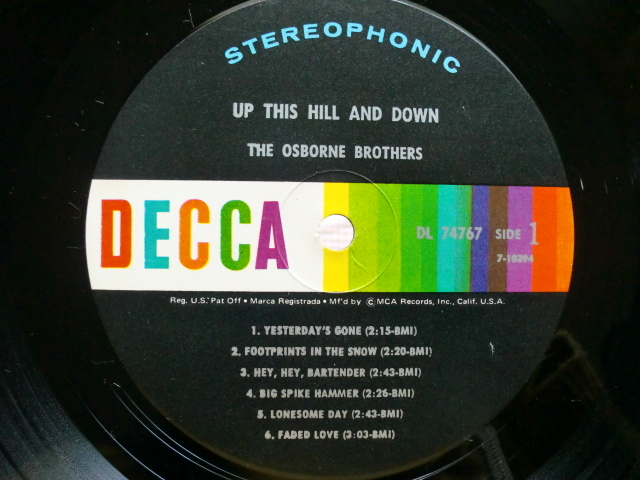 STEREOPHONIC
UP THIS HILL AND DOWN
THE OSBORNE BROTHERS
DECCA
DL 74767 SIDE 1
7-10394
Reg. U.S. Pat Off • Marca Registrada • Mf'd by ©MCA Records, Inc., Calif. U.S.A.
1. YESTERDAY'S GONE (2:15-BMI)
2. FOOTPRINTS IN THE SNOW (2:20-BMI)
3. HEY, HEY, BARTENDER (2:43-BMI)
4. BIG SPIKE HAMMER (2:26-BMI)
5. LONESOME DAY (2:43-BMI)
6. FADED LOVE (3:03-BMI)